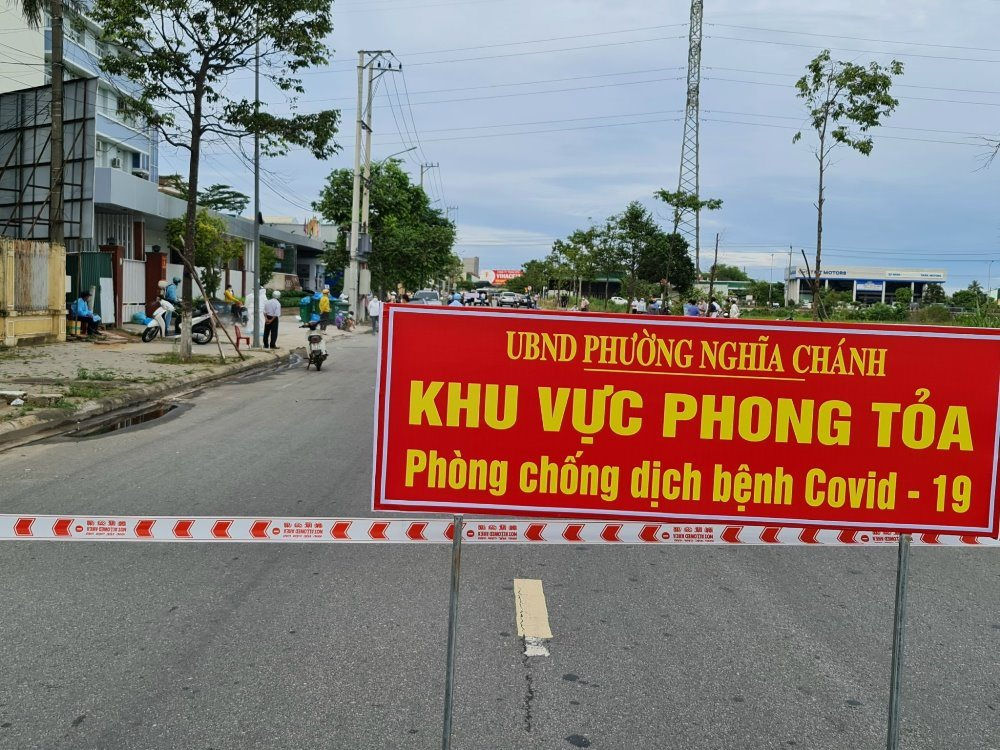 UBND PHƯỜNG NGHĨA CHÁNH
KHU VỰC PHONG TỎA
Phòng chống dịch bệnh Covid - 19